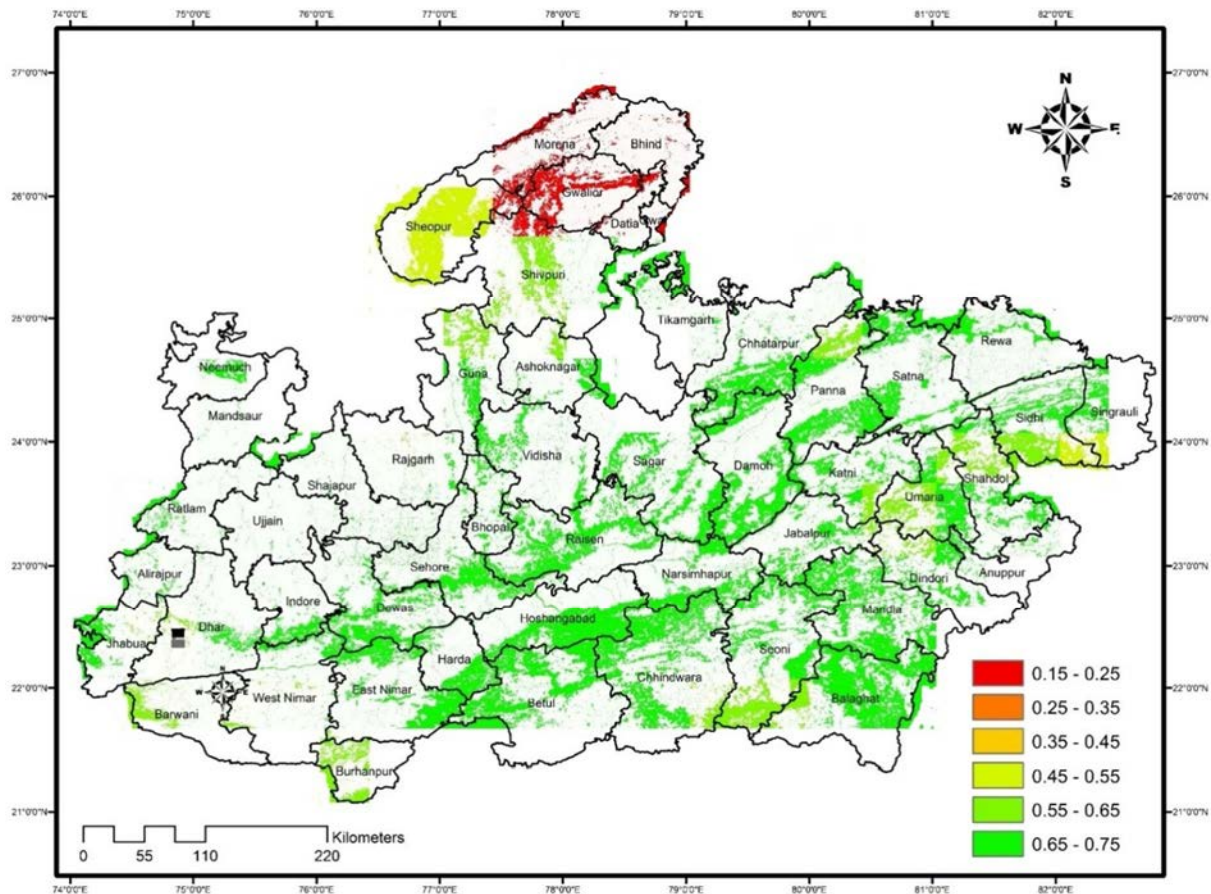 74°0'0"E 75°0'0"E 76°0'0"E 77°0'0"E 78°0'0"E 79°0'0"E 80°0'0"E 81°0'0"E 82°0'0"E
27°0'0"N 27°0'0"N
N
W E
S
Morena Bhind
26°0'0"N Gwalior 26°0'0"N
Sheopur Datia
Shivpuri
25°0'0"N Tikamgarh 25°0'0"N
Chhatarpur Rewa
Neemuch Guna Ashoknagar Satna
Panna
Mandsaur Sidhi Singrauli
24°0'0"N 24°0'0"N
Rajgarh Vidisha Sagar Damoh Katni Shahdol
Shajapur Umaria
Ratlam Ujjain Bhopal Raisen Jabalpur
23°0'0"N Sehore Narsimhapur Dindori Anuppur 23°0'0"N
Alirajpur
Indore Dewas Hoshangabad Mandla
Dhar
Jhabua Harda Seoni
22°0'0"N N Chhindwara 0.15 - 0.25 22°0'0"N
W E West Nimar East Nimar Betul Balaghat
Barwani 0.25 - 0.35
Burhanpur 0.35 - 0.45
0.45 - 0.55
21°0'0"N 0.55 - 0.65 21°0'0"N
Kilometers 0.65 - 0.75
0 55 110 220
74°0'0"E 75°0'0"E 76°0'0"E 77°0'0"E 78°0'0"E 79°0'0"E 80°0'0"E 81°0'0"E 82°0'0"E